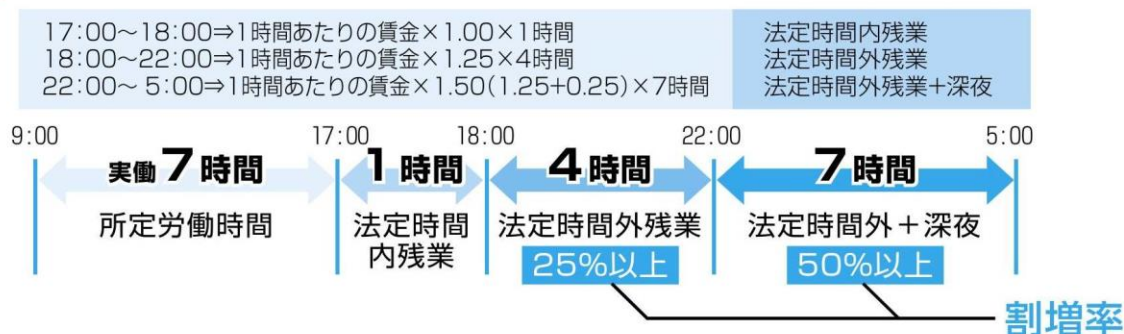 17:00～18:00⇒1時間あたりの賃金×1.00×1時間 法定時間内残業
18:00～22:00⇒1時間あたりの賃金×1.25×4時間 法定時間外残業
22:00～ 5:00⇒1時間あたりの賃金×1.50(1.25+0.25)×7時間 法定時間外残業+深夜
9:00 17:00 18:00 22:00 5:00
実働7時間 1時間 4時間 7時間
所定労働時間 法定時間 法定時間外残業 法定時間外＋深夜
内残業 25%以上 50%以上
割増率